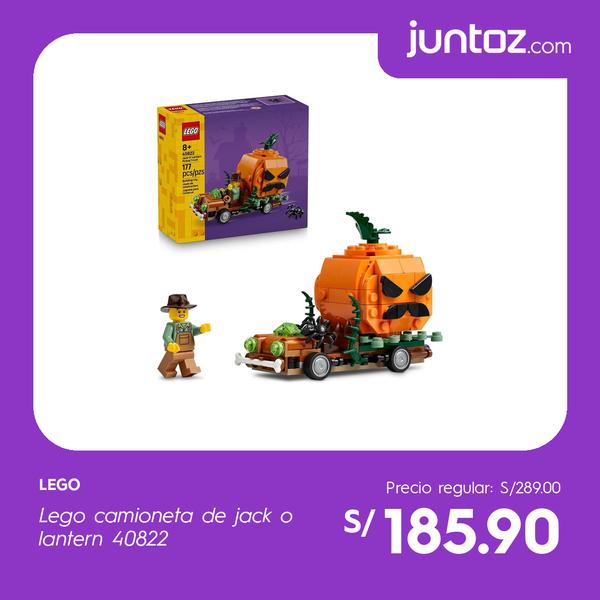 juntoz.com
LEGO
8+
40822
177
pcs/pzs
LEGO
Lego camioneta de jack o
lantern 40822
Precio regular: S/289.00
S/185.90